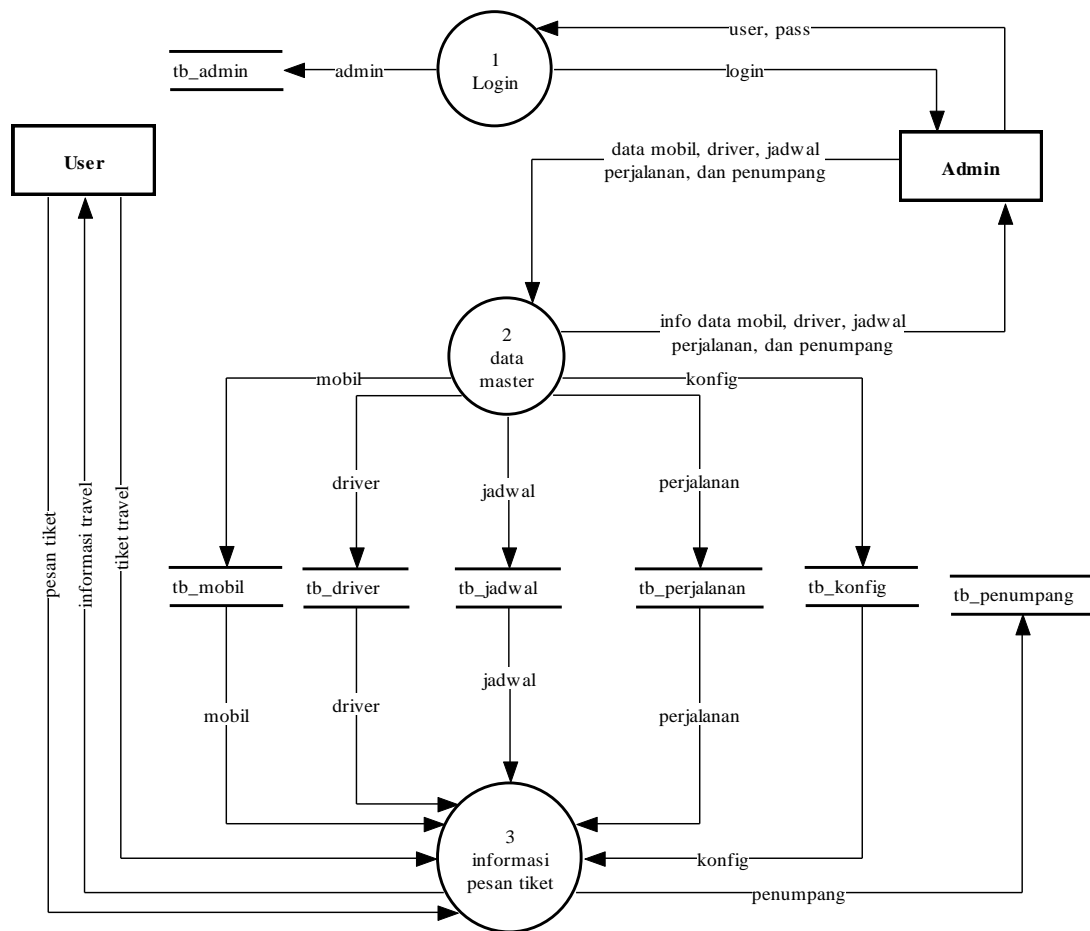 user, pass
1
Login
tb_admin
admin
login
User
data mobil, driver, jadwal
perjalanan, dan penumpang
Admin
2
data
master
info data mobil, driver, jadwal
perjalanan, dan penumpang
mobil
konfig
driver
jadwal
perjalanan
pesan tiket
informasi travel
tiket travel
tb_mobil
tb_driver
tb_jadwal
tb_perjalanan
tb_konfig
tb_penumpang
mobil
driver
jadwal
perjalanan
3
informasi
pesan tiket
konfig
penumpang